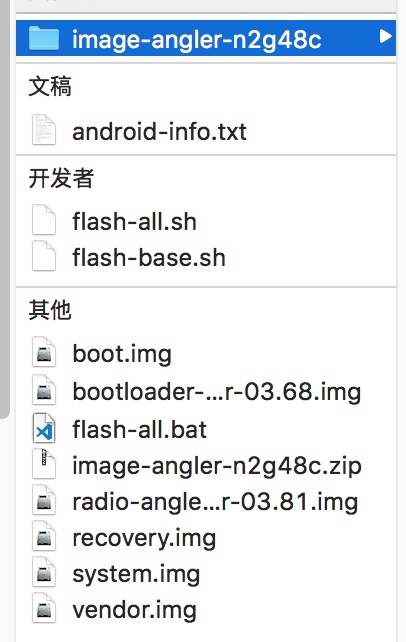 image-angler-n2g48c
文稿
android-info.txt
开发者
flash-all.sh
flash-base.sh
其他
boot.img
bootloader-...r-03.68.img
flash-all.bat
image-angler-n2g48c.zip
radio-angle...r-03.81.img
recovery.img
system.img
vendor.img